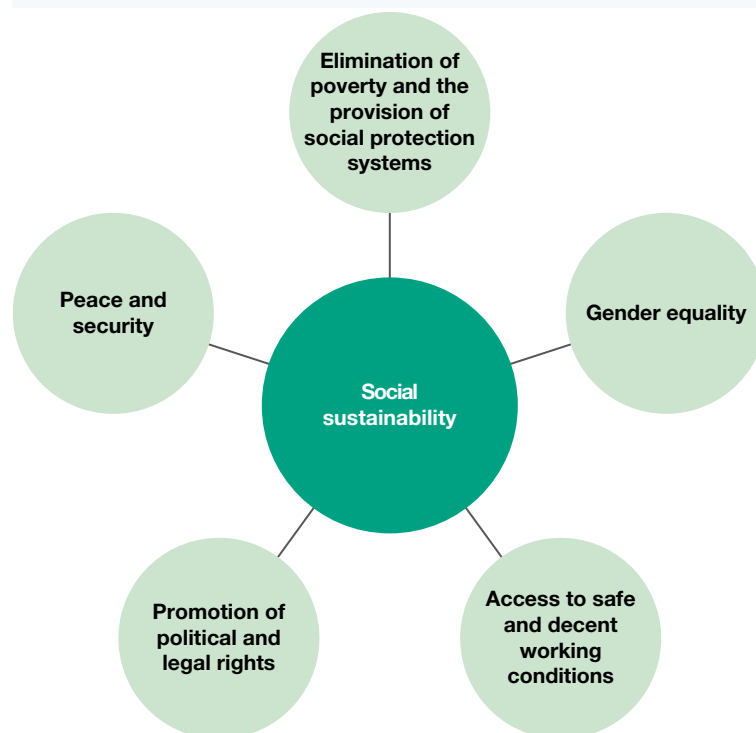 Elimination of
poverty and the
provision of
social protection
systems
Peace and
security
Gender equality
Social
sustainability
Promotion of
political and
legal rights
Access to safe
and decent
working
conditions